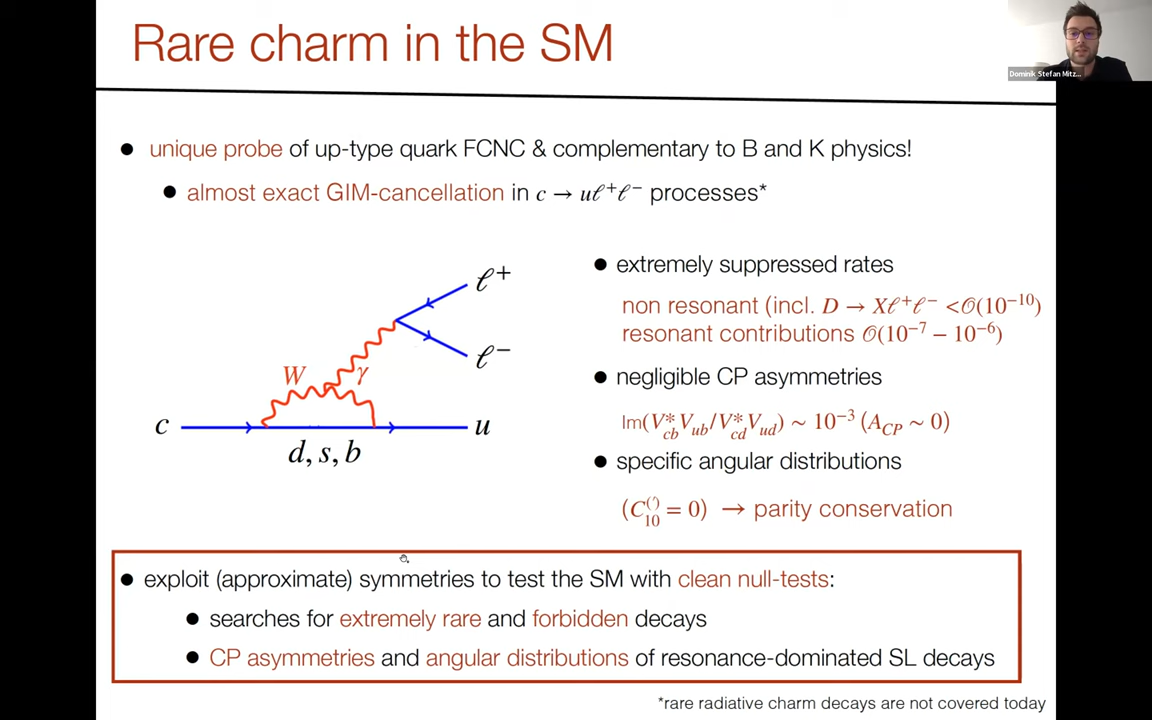 Rare charm in the SM
Dominik Stefan Mitz...
● unique probe of up-type quark FCNC & complementary to B and K physics!
● almost exact GIM-cancellation in c → uℓ⁺ℓ⁻ processes*
ℓ+
ℓ−
W
γ
c
u
d, s, b
● extremely suppressed rates
non resonant (incl. D → Xℓ⁺ℓ⁻ <𝒪(10⁻¹⁰)
resonant contributions 𝒪(10⁻⁷ − 10⁻⁶)
● negligible CP asymmetries
Im(V*cbVub/V*cdVud) ~ 10⁻³ (ACP ~ 0)
● specific angular distributions
(C(′)10 = 0) → parity conservation
● exploit (approximate) symmetries to test the SM with clean null-tests:
● searches for extremely rare and forbidden decays
● CP asymmetries and angular distributions of resonance-dominated SL decays
*rare radiative charm decays are not covered today